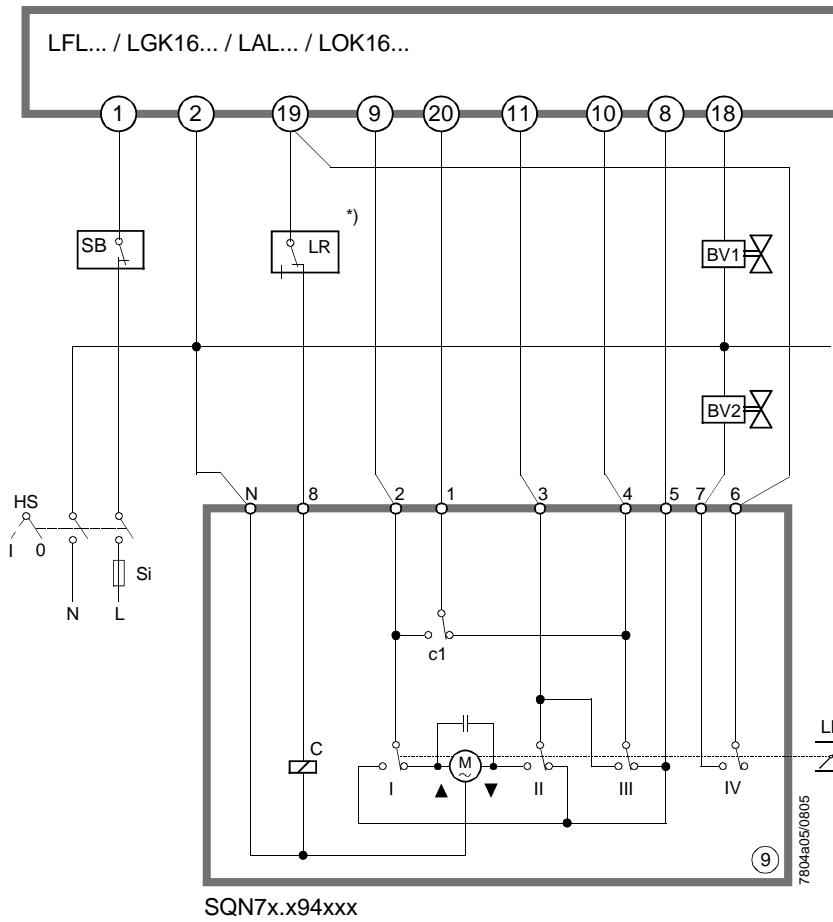 LFL... / LGK16... / LAL... / LOK16...
1 2 19 9 20 11 10 8 18
*)
SB LR BV1
BV2
HS
I 0
Si
N L
N 8 2 1 3 4 5 7 6
c1
C M ~
I ▲ ▼ II III IV
9
7804a05/0805
SQN7x.x94xxx